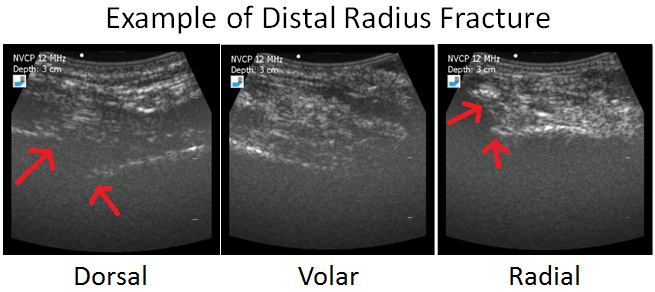 Example of Distal Radius Fracture
NVCP 12 MHz
Depth: 3 cm
NVCP 12 MHz
Depth: 3 cm
NVCP 12 MHz
Depth: 3 cm
Dorsal
Volar
Radial